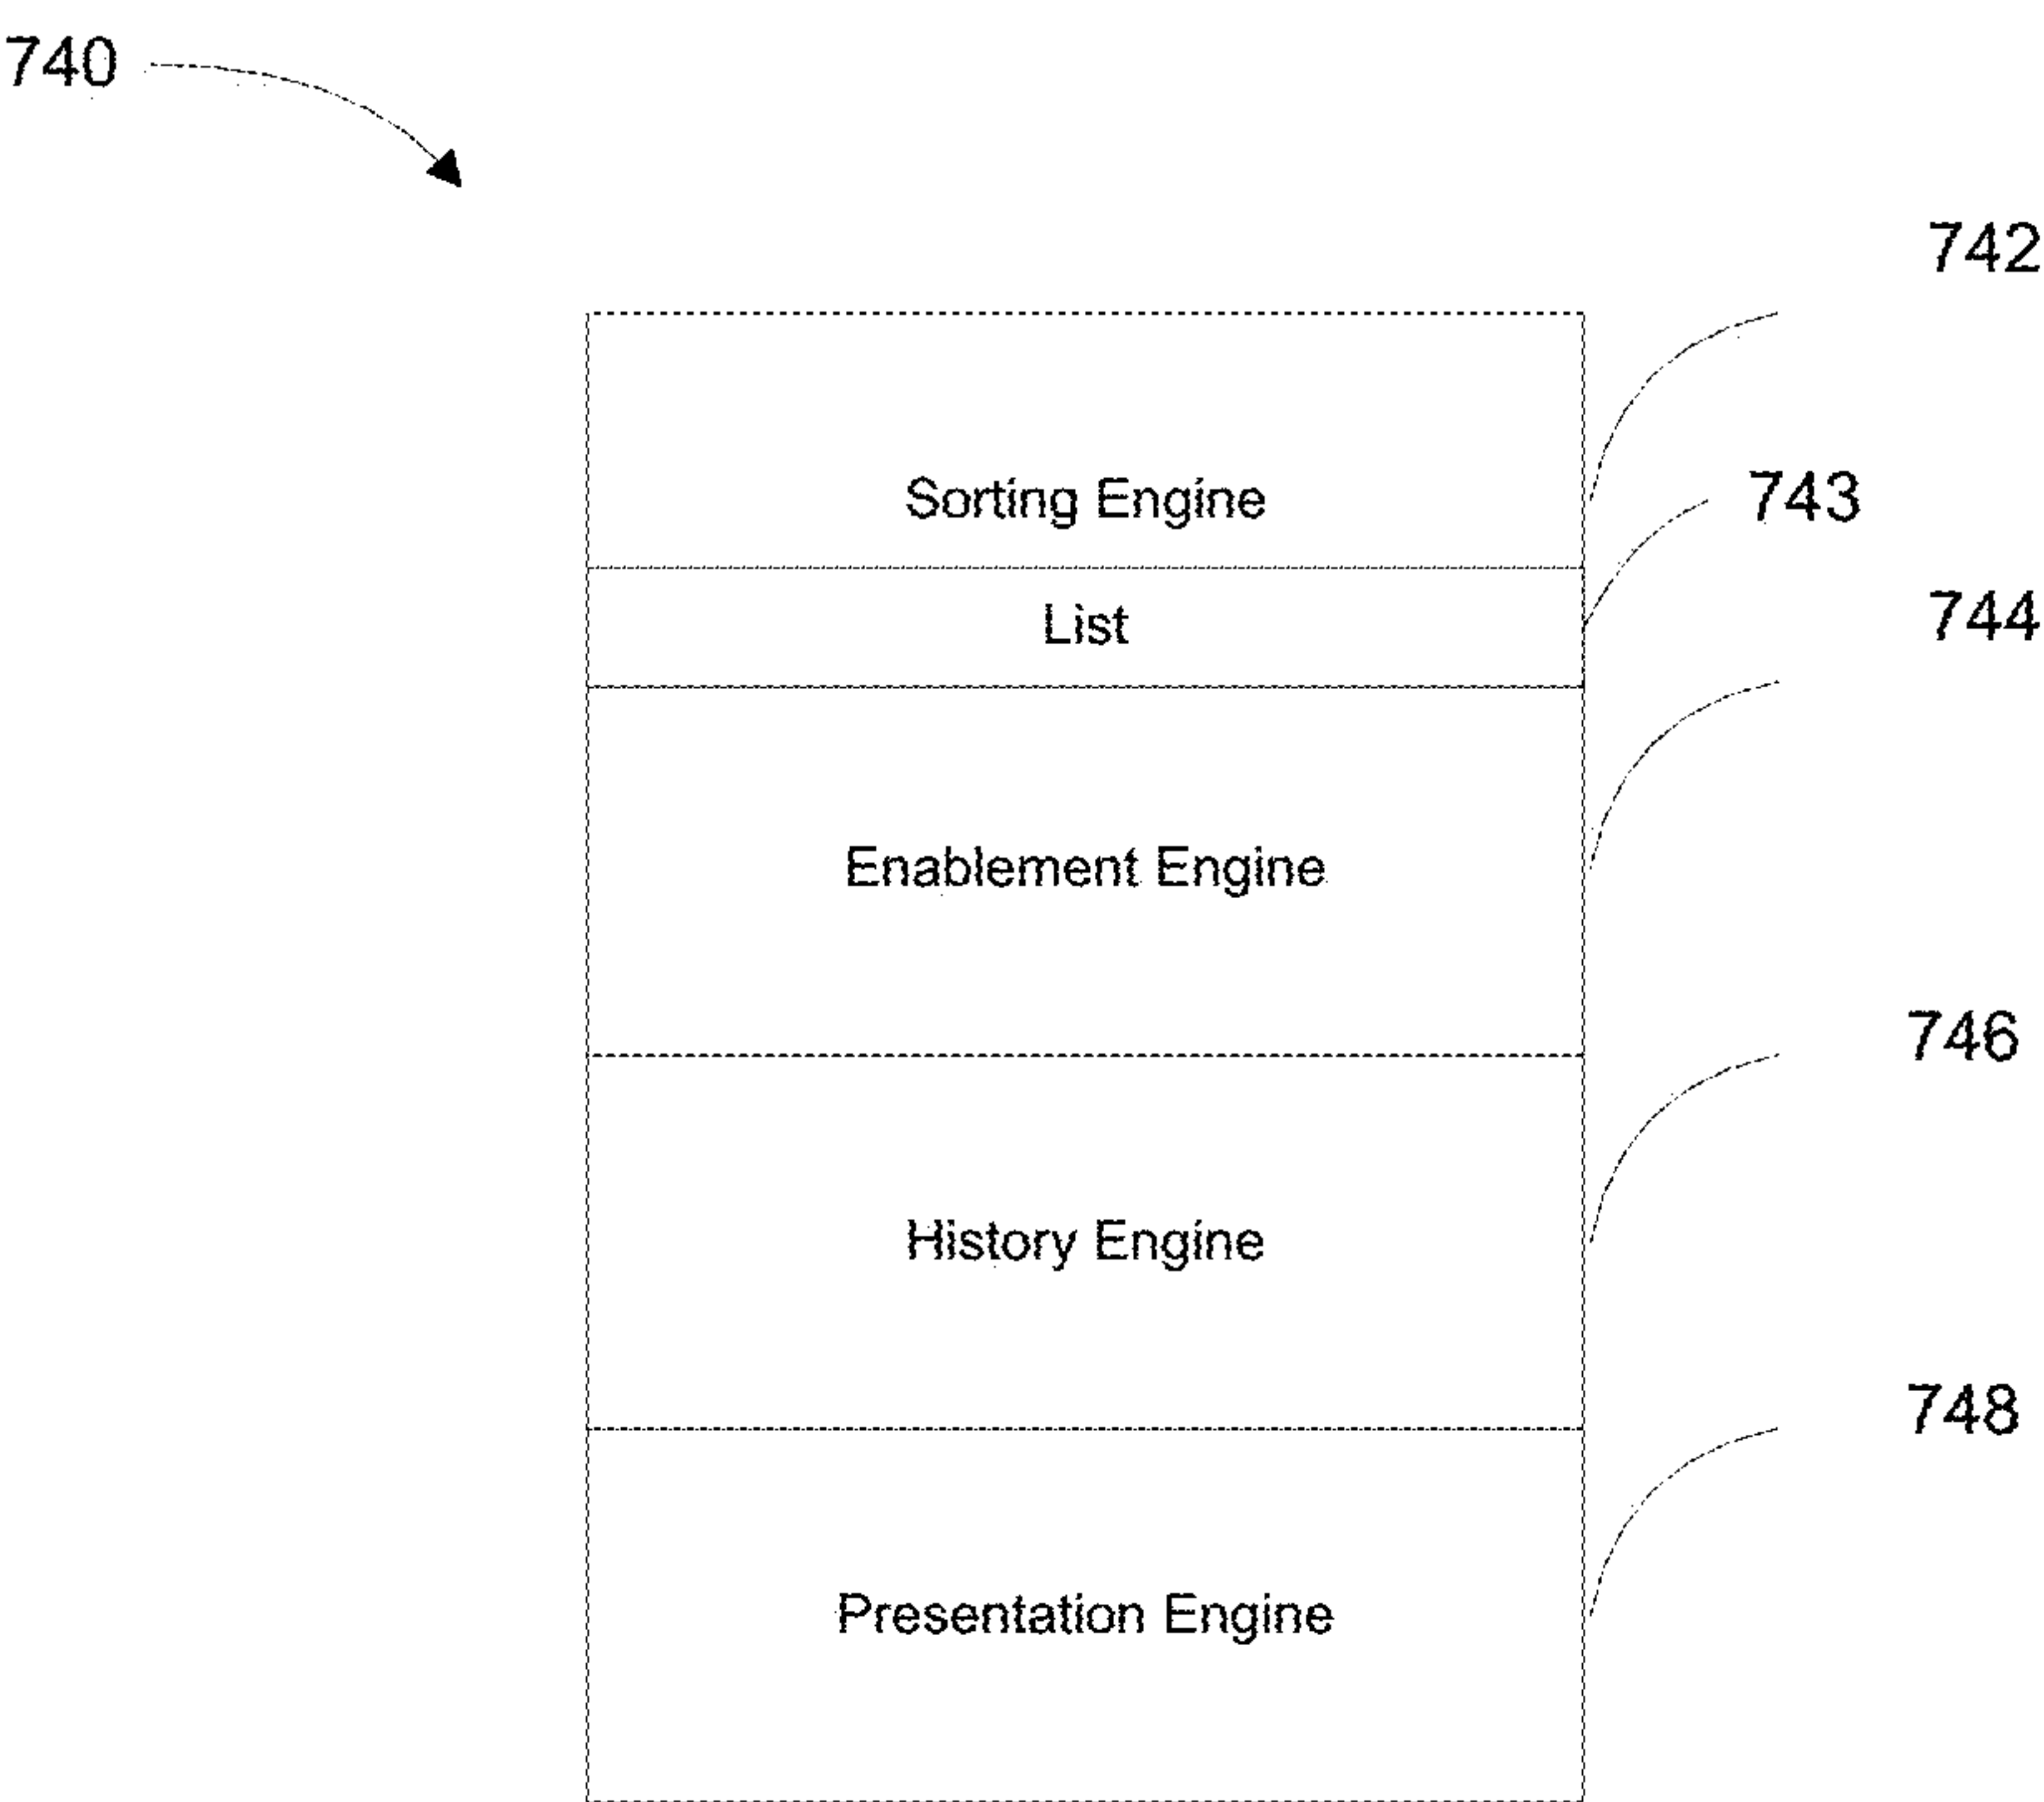 740
742
Sorting Engine
743
List
744
Enablement Engine
746
History Engine
748
Presentation Engine